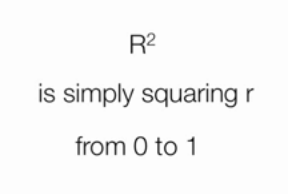 R²
is simply squaring r
from 0 to 1